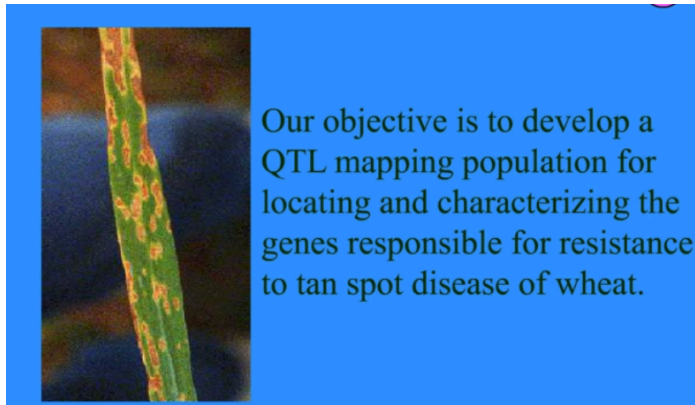 Our objective is to develop a
QTL mapping population for
locating and characterizing the
genes responsible for resistance
to tan spot disease of wheat.